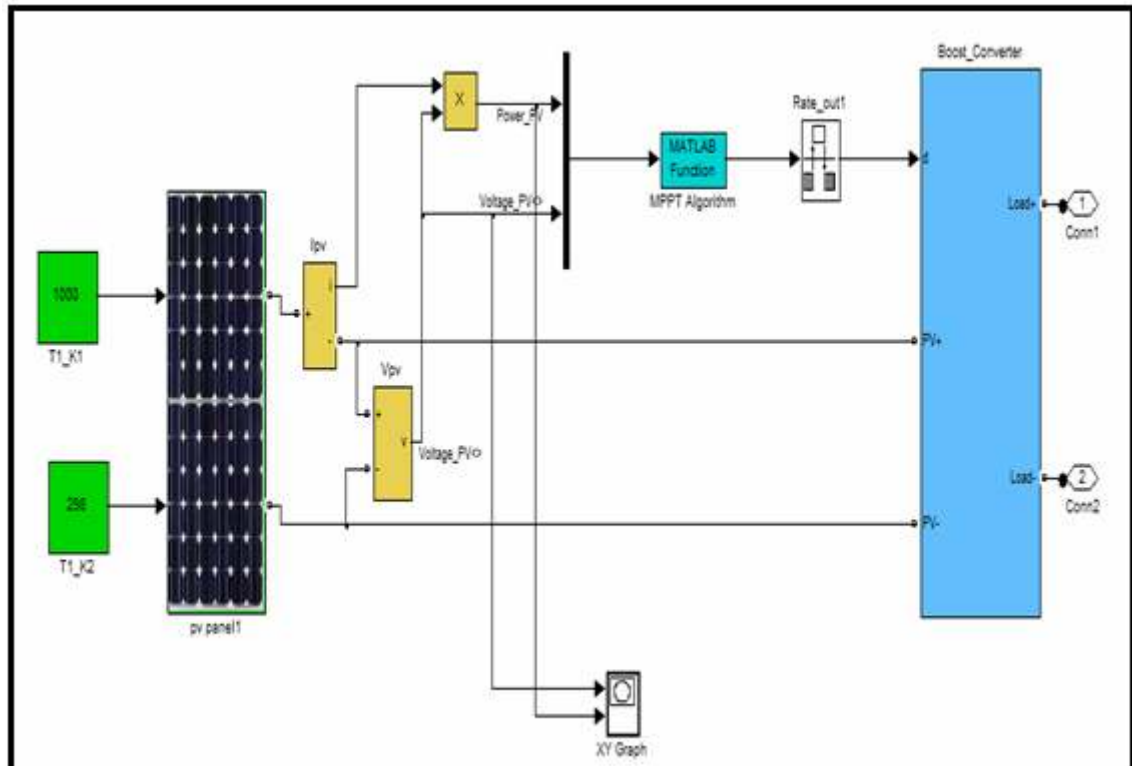 Boost_Converter
X
Power_PV
Rate_out1
MATLAB
Function
MPPT Algorithm
d
Voltage_PV<>
Load+
1
Conn1
Ipv
i
+
-
1000
T1_K1
PV+
Vpv
+
v
-
Voltage_PV<>
Load-
2
Conn2
298
T1_K2
PV-
pv panel1
XY Graph